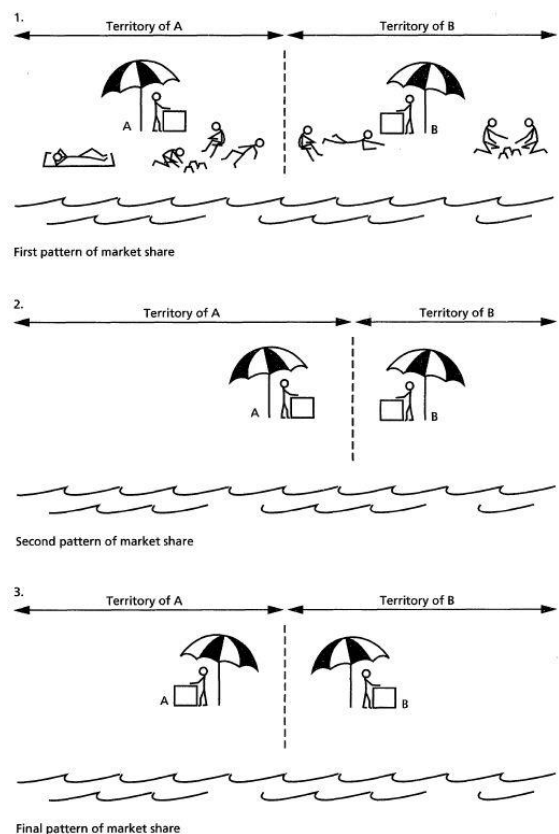 1.
Territory of A Territory of B
A B
First pattern of market share
2.
Territory of A Territory of B
A B
Second pattern of market share
3.
Territory of A Territory of B
A B
Final pattern of market share